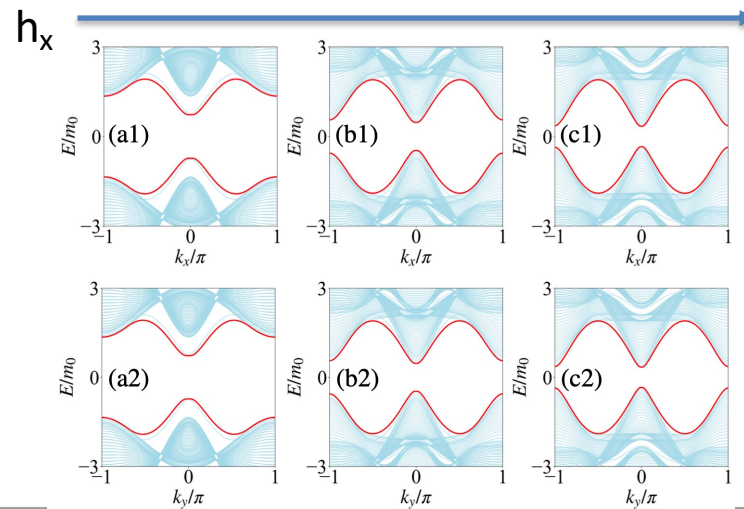 hx
3 3 3
E/m0 0 (a1) E/m0 0 (b1) E/m0 0 (c1)
−3 −3 −3
−1 0 1 −1 0 1 −1 0 1
kx/π kx/π kx/π
3 3 3
E/m0 0 (a2) E/m0 0 (b2) E/m0 0 (c2)
−3 −3 −3
−1 0 1 −1 0 1 −1 0 1
ky/π ky/π ky/π